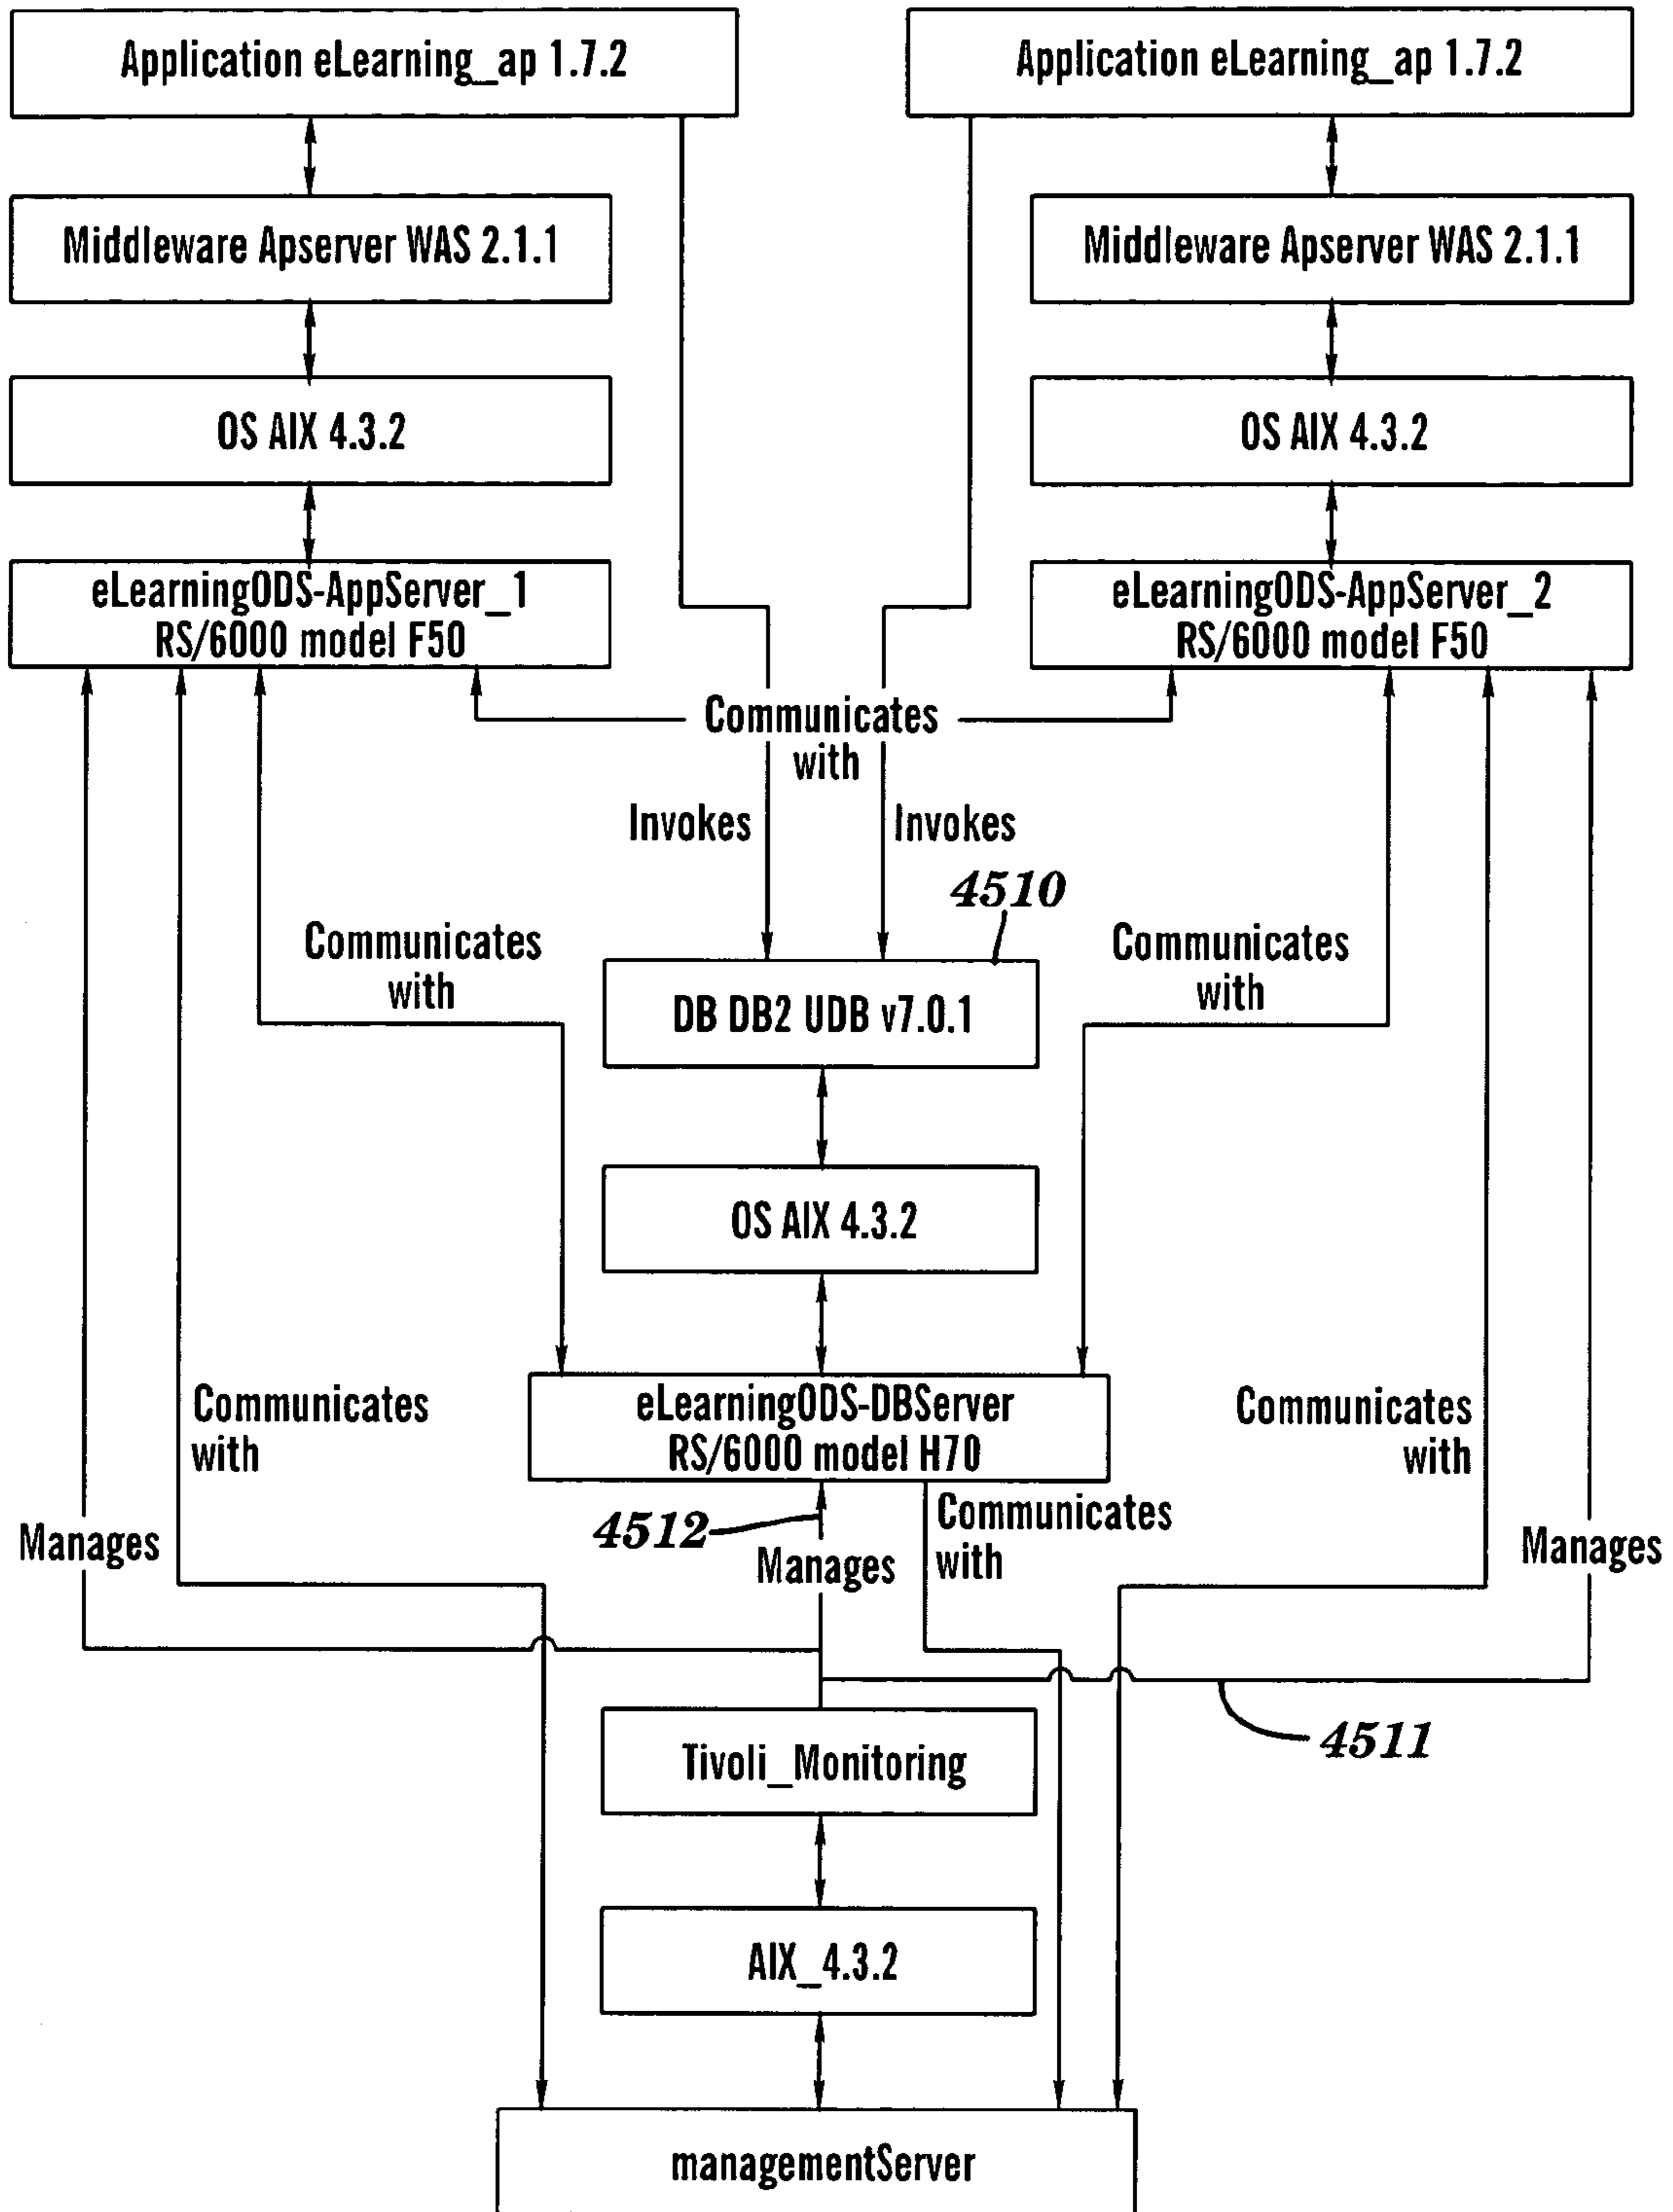 Application eLearning_ap 1.7.2
Application eLearning_ap 1.7.2
Middleware Apserver WAS 2.1.1
Middleware Apserver WAS 2.1.1
OS AIX 4.3.2
OS AIX 4.3.2
eLearningODS-AppServer_1
RS/6000 model F50
eLearningODS-AppServer_2
RS/6000 model F50
Communicates
with
Invokes
Invokes
4510
Communicates
with
Communicates
with
DB DB2 UDB v7.0.1
OS AIX 4.3.2
eLearningODS-DBServer
RS/6000 model H70
Communicates
with
Communicates
with
4512
Communicates
with
Manages
Manages
Manages
4511
Tivoli_Monitoring
AIX_4.3.2
managementServer